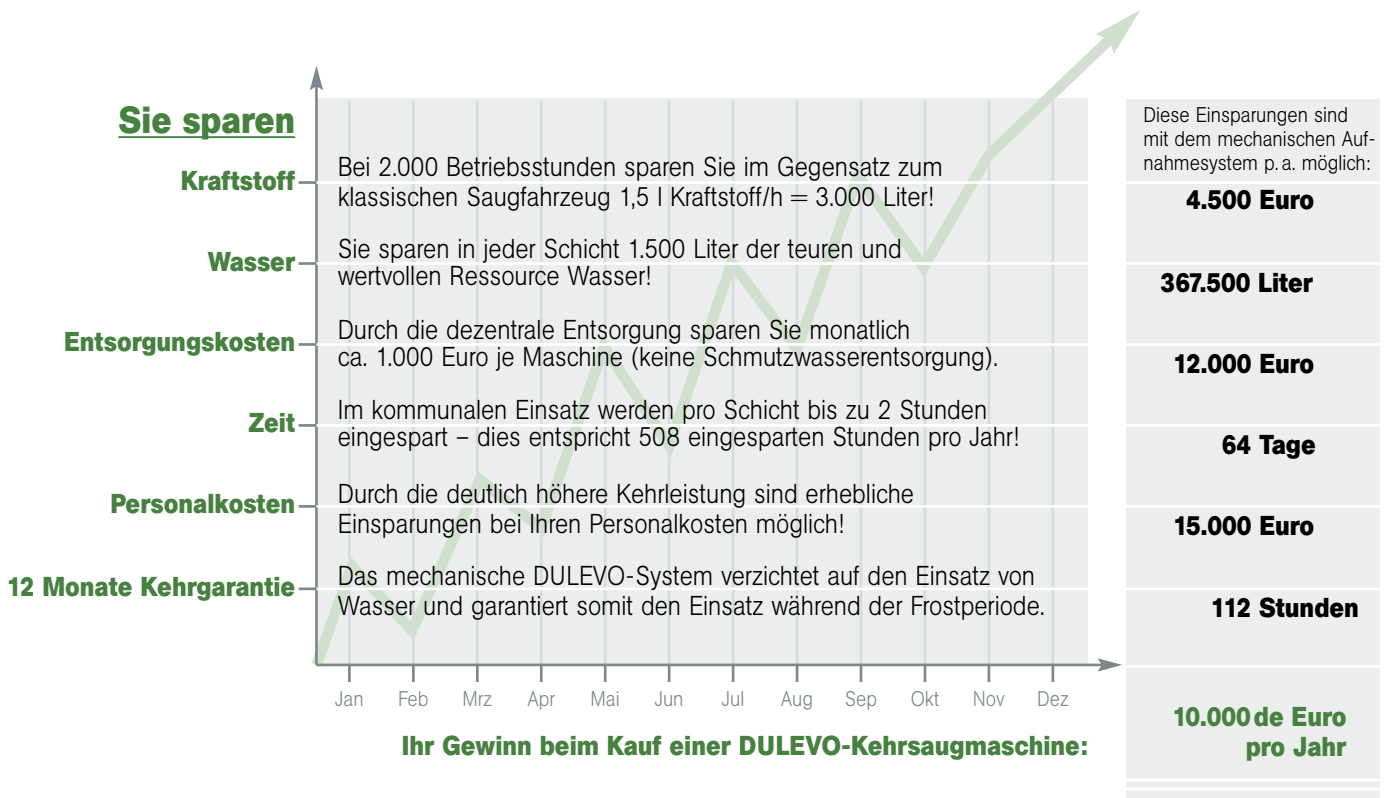 Sie sparen
Diese Einsparungen sind
mit dem mechanischen Auf-
nahmesystem p. a. möglich:
Kraftstoff
Bei 2.000 Betriebsstunden sparen Sie im Gegensatz zum
klassischen Saugfahrzeug 1,5 l Kraftstoff/h = 3.000 Liter!
4.500 Euro
Wasser
Sie sparen in jeder Schicht 1.500 Liter der teuren und
wertvollen Ressource Wasser!
367.500 Liter
Entsorgungskosten
Durch die dezentrale Entsorgung sparen Sie monatlich
ca. 1.000 Euro je Maschine (keine Schmutzwasserentsorgung).
12.000 Euro
Zeit
Im kommunalen Einsatz werden pro Schicht bis zu 2 Stunden
eingespart – dies entspricht 508 eingesparten Stunden pro Jahr!
64 Tage
Personalkosten
Durch die deutlich höhere Kehrleistung sind erhebliche
Einsparungen bei Ihren Personalkosten möglich!
15.000 Euro
12 Monate Kehrgarantie
Das mechanische DULEVO-System verzichtet auf den Einsatz von
Wasser und garantiert somit den Einsatz während der Frostperiode.
112 Stunden
Jan Feb Mrz Apr Mai Jun Jul Aug Sep Okt Nov Dez
Ihr Gewinn beim Kauf einer DULEVO-Kehrsaugmaschine:
10.000 de Euro
pro Jahr